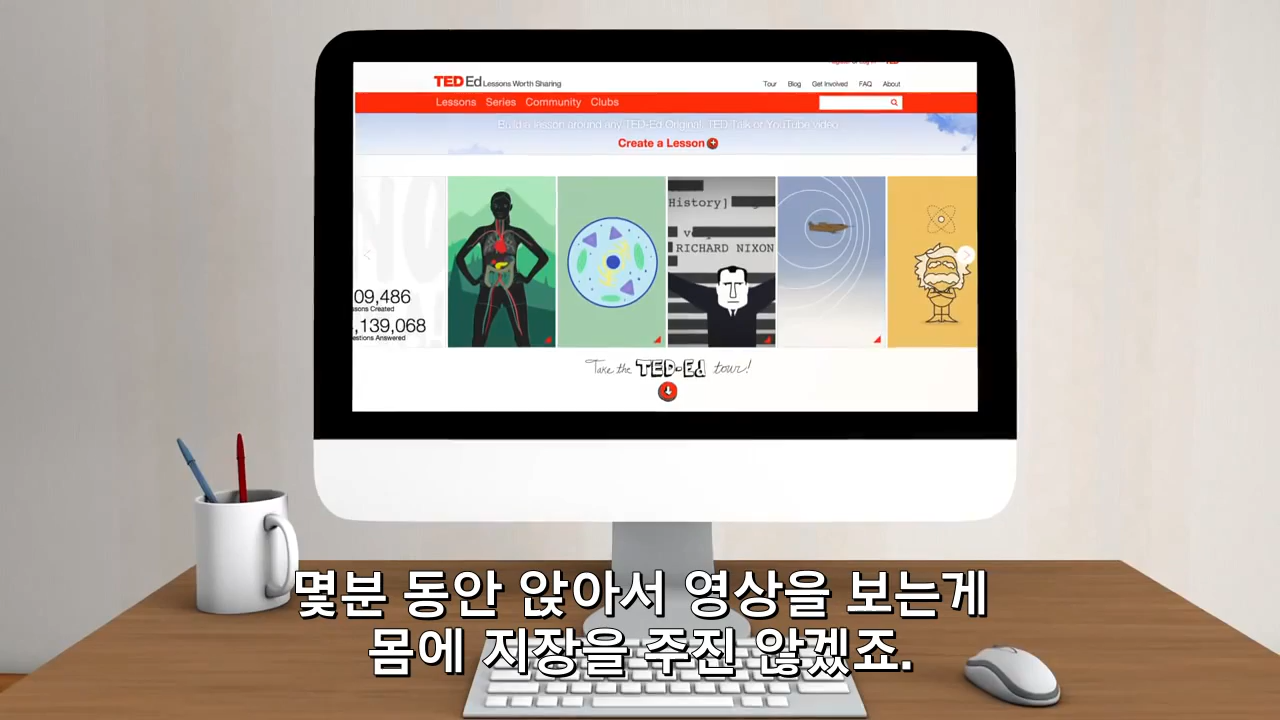 TED Ed Lessons Worth Sharing
Tour Blog Get Involved FAQ About
Lessons Series Community Clubs
Build a lesson around any TED-Ed Original, TED Talk or YouTube video
Create a Lesson
History]
RICHARD NIXON
09,486
ssons Created
,139,068
estions Answered
Take the TED-Ed tour!
몇분 동안 앉아서 영상을 보는게
몸에 지장을 주진 않겠죠.